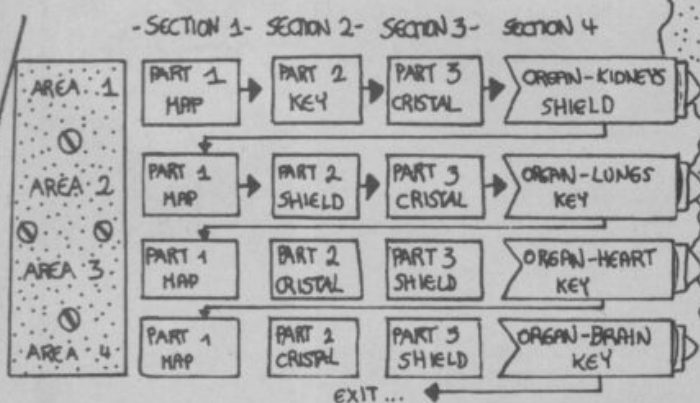 -SECTION 1- SECTION 2- SECTION 3- SECTION 4
AREA 1
PART 1
MAP
PART 2
KEY
PART 3
CRISTAL
ORGAN-KIDNEYS
SHIELD
AREA 2
PART 1
MAP
PART 2
SHIELD
PART 3
CRISTAL
ORGAN-LUNGS
KEY
AREA 3
PART 1
MAP
PART 2
CRISTAL
PART 3
SHIELD
ORGAN-HEART
KEY
AREA 4
PART 1
MAP
PART 2
CRISTAL
PART 3
SHIELD
ORGAN-BRAIN
KEY
EXIT...